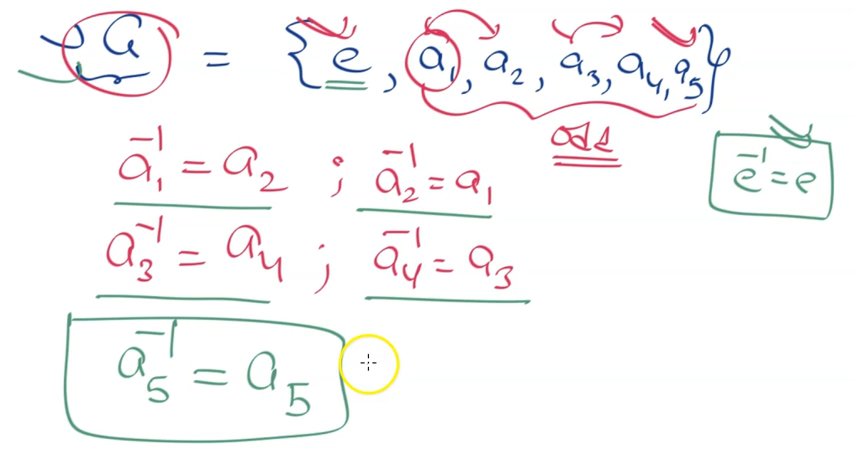 G = {e, a₁, a₂, a₃, a₄, a₅}
odd
e⁻¹ = e
a₁⁻¹ = a₂ ; a₂⁻¹ = a₁
a₃⁻¹ = a₄ ; a₄⁻¹ = a₃
a₅⁻¹ = a₅